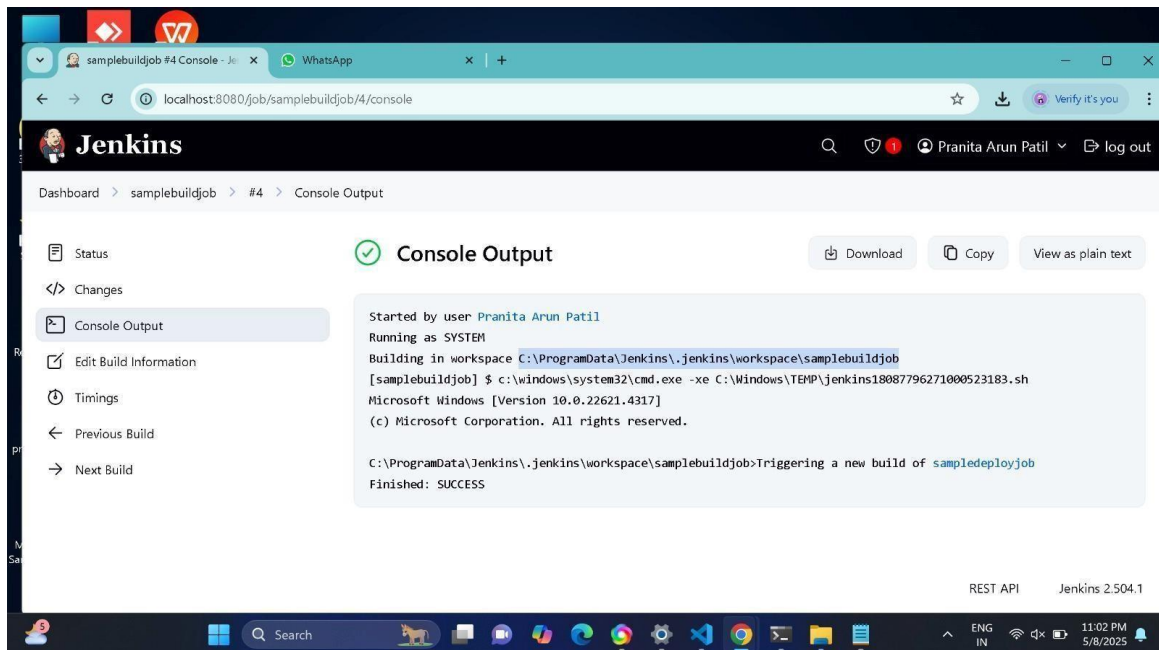 samplebuildjob #4 Console - Je
WhatsApp
localhost:8080/job/samplebuildjob/4/console
Verify it's you
Jenkins
1
Pranita Arun Patil
log out
Dashboard > samplebuildjob > #4 > Console Output
Status
Changes
Console Output
Edit Build Information
Timings
Previous Build
Next Build
Console Output
Download
Copy
View as plain text
Started by user Pranita Arun Patil
Running as SYSTEM
Building in workspace C:\ProgramData\Jenkins\.jenkins\workspace\samplebuildjob
[samplebuildjob] $ c:\windows\system32\cmd.exe -xe C:\Windows\TEMP\jenkins18087796271000523183.sh
Microsoft Windows [Version 10.0.22621.4317]
(c) Microsoft Corporation. All rights reserved.
C:\ProgramData\Jenkins\.jenkins\workspace\samplebuildjob>Triggering a new build of sampledeployjob
Finished: SUCCESS
REST API
Jenkins 2.504.1
5
Search
ENG
IN
11:02 PM
5/8/2025